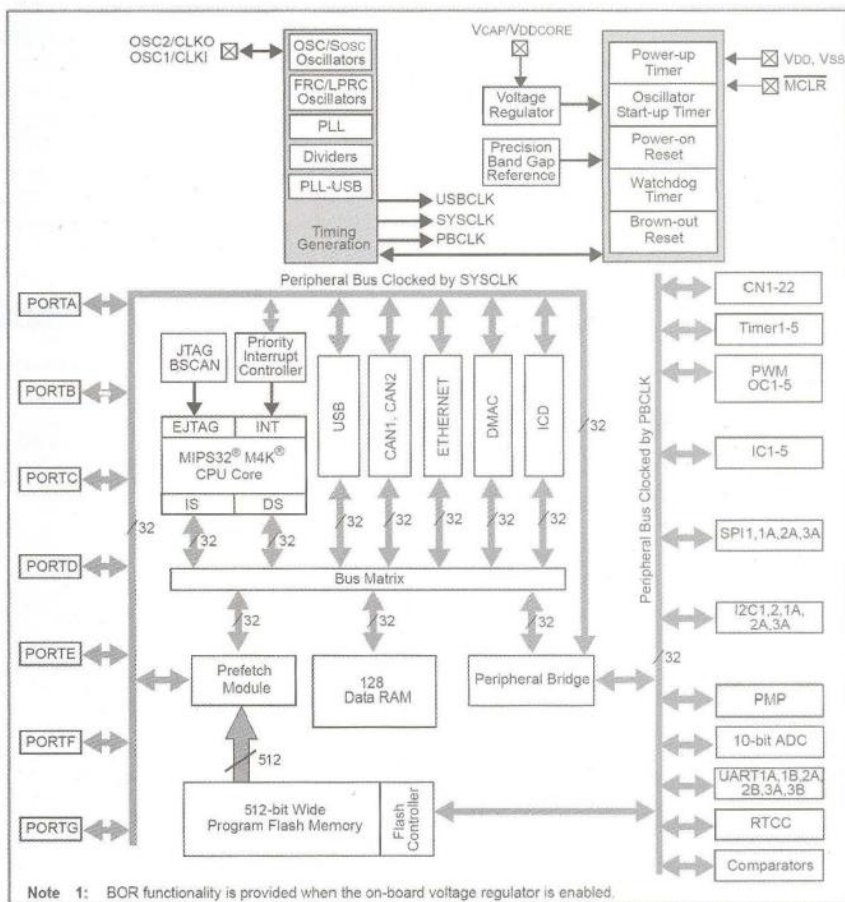 OSC2/CLKO
OSC1/CLKI
OSC/SOSC
Oscillators
FRC/LPRC
Oscillators
PLL
Dividers
PLL-USB
Timing
Generation
USBCLK
SYSCLK
PBCLK
VCAP/VDDCORE
Voltage
Regulator
Precision
Band Gap
Reference
Power-up
Timer
Oscillator
Start-up Timer
Power-on
Reset
Watchdog
Timer
Brown-out
Reset
VDD, VSS
MCLR
Peripheral Bus Clocked by SYSCLK
PORTA
PORTB
PORTC
PORTD
PORTE
PORTF
PORTG
32
JTAG
BSCAN
Priority
Interrupt
Controller
EJTAG
INT
MIPS32® M4K®
CPU Core
IS
DS
USB
CAN1, CAN2
ETHERNET
DMAC
ICD
32
32
32
32
32
32
32
32
Bus Matrix
32
32
32
Prefetch
Module
128
Data RAM
Peripheral Bridge
512
512-bit Wide
Program Flash Memory
Flash
Controller
Peripheral Bus Clocked by PBCLK
32
CN1-22
Timer1-5
PWM
OC1-5
IC1-5
SPI1,1A,2A,3A
I2C1,2,1A,
2A,3A
PMP
10-bit ADC
UART1A,1B,2A,
2B,3A,3B
RTCC
Comparators
Note 1: BOR functionality is provided when the on-board voltage regulator is enabled.